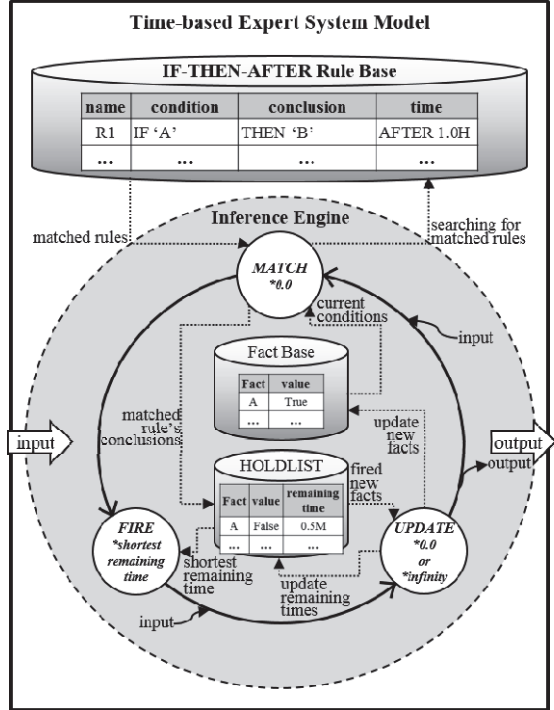 Time-based Expert System Model
IF-THEN-AFTER Rule Base
name condition conclusion time
R1 IF ‘A’ THEN ‘B’ AFTER 1.0H
... ... ... ...
Inference Engine
matched rules
searching for
matched rules
MATCH
*0.0
current
conditions
input
Fact Base
Fact value
A True
... ...
matched
rule's
conclusions
update
new
facts
input
output
output
HOLDLIST
fired
new
facts
Fact value remaining
time
A False 0.5M
... ... ...
FIRE
*shortest
remaining
time
UPDATE
*0.0
or
*infinity
shortest
remaining
time
update
remaining
times
input